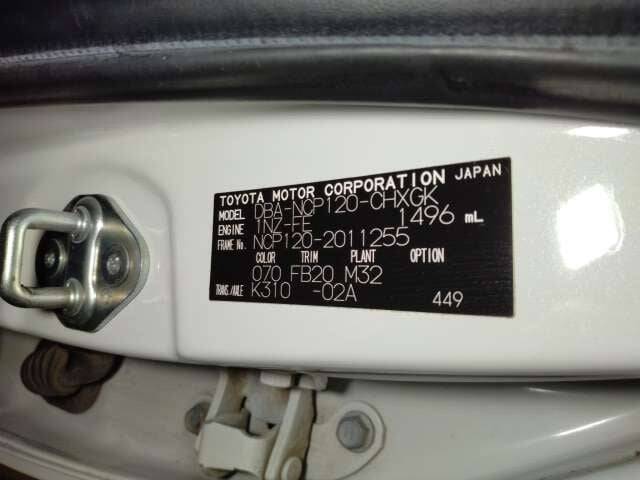 TOYOTA MOTOR CORPORATION JAPAN
MODEL DBA-NCP120-CHXGK
ENGINE 1NZ-FE 1496 mL
FRAME No. NCP120-2011255
COLOR TRIM PLANT OPTION
070 FB20 M32
TRANS./AXLE K310 -02A
449